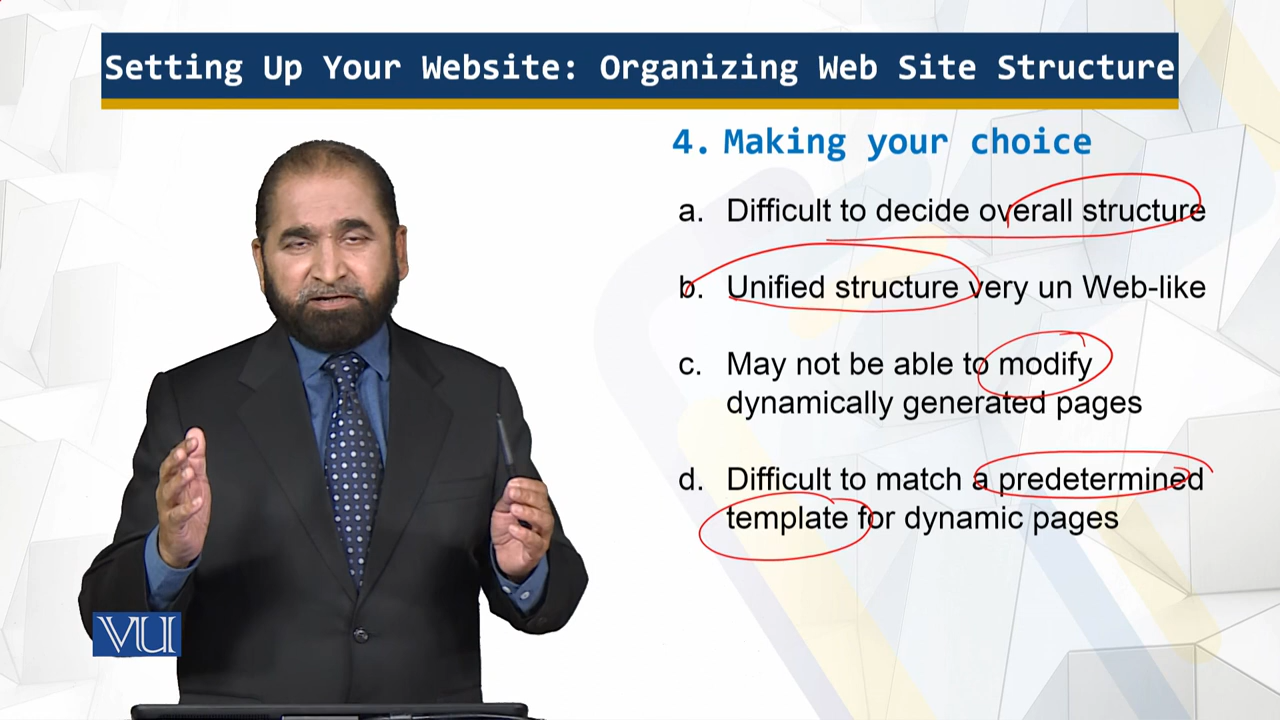 Setting Up Your Website: Organizing Web Site Structure
4. Making your choice
a. Difficult to decide overall structure
b. Unified structure very un Web-like
c. May not be able to modify
dynamically generated pages
d. Difficult to match a predetermined
template for dynamic pages
VU